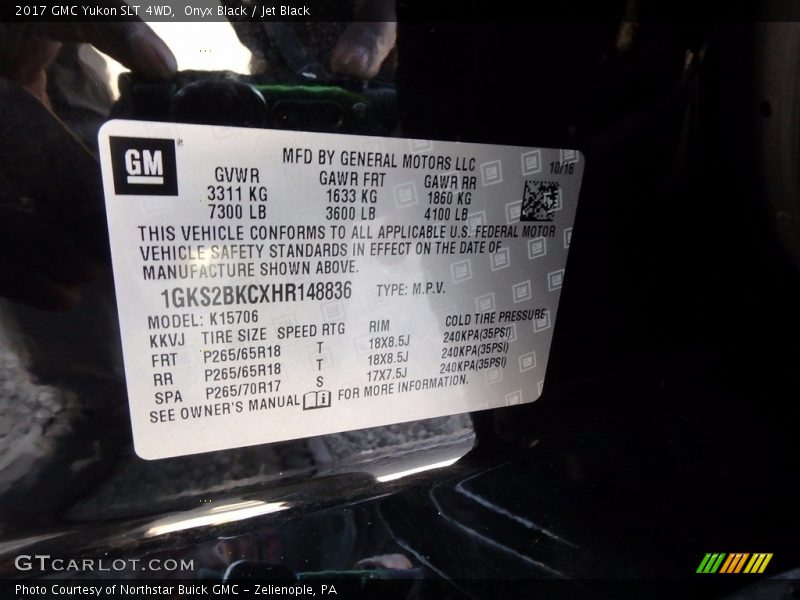 2017 GMC Yukon SLT 4WD,  Onyx Black / Jet Black
GM
MFD BY GENERAL MOTORS LLC
10/16
GVWR GAWR FRT GAWR RR
3311 KG 1633 KG 1860 KG
7300 LB 3600 LB 4100 LB
THIS VEHICLE CONFORMS TO ALL APPLICABLE U.S. FEDERAL MOTOR
VEHICLE SAFETY STANDARDS IN EFFECT ON THE DATE OF
MANUFACTURE SHOWN ABOVE.
1GKS2BKCXHR148836 TYPE: M.P.V.
MODEL: K15706
KKVJ TIRE SIZE SPEED RTG RIM COLD TIRE PRESSURE
FRT P265/65R18 T 18X8.5J 240KPA(35PSI)
RR P265/65R18 T 18X8.5J 240KPA(35PSI)
SPA P265/70R17 S 17X7.5J 240KPA(35PSI)
SEE OWNER'S MANUAL FOR MORE INFORMATION.
GTCARLOT.COM
Photo Courtesy of Northstar Buick GMC - Zelienople, PA